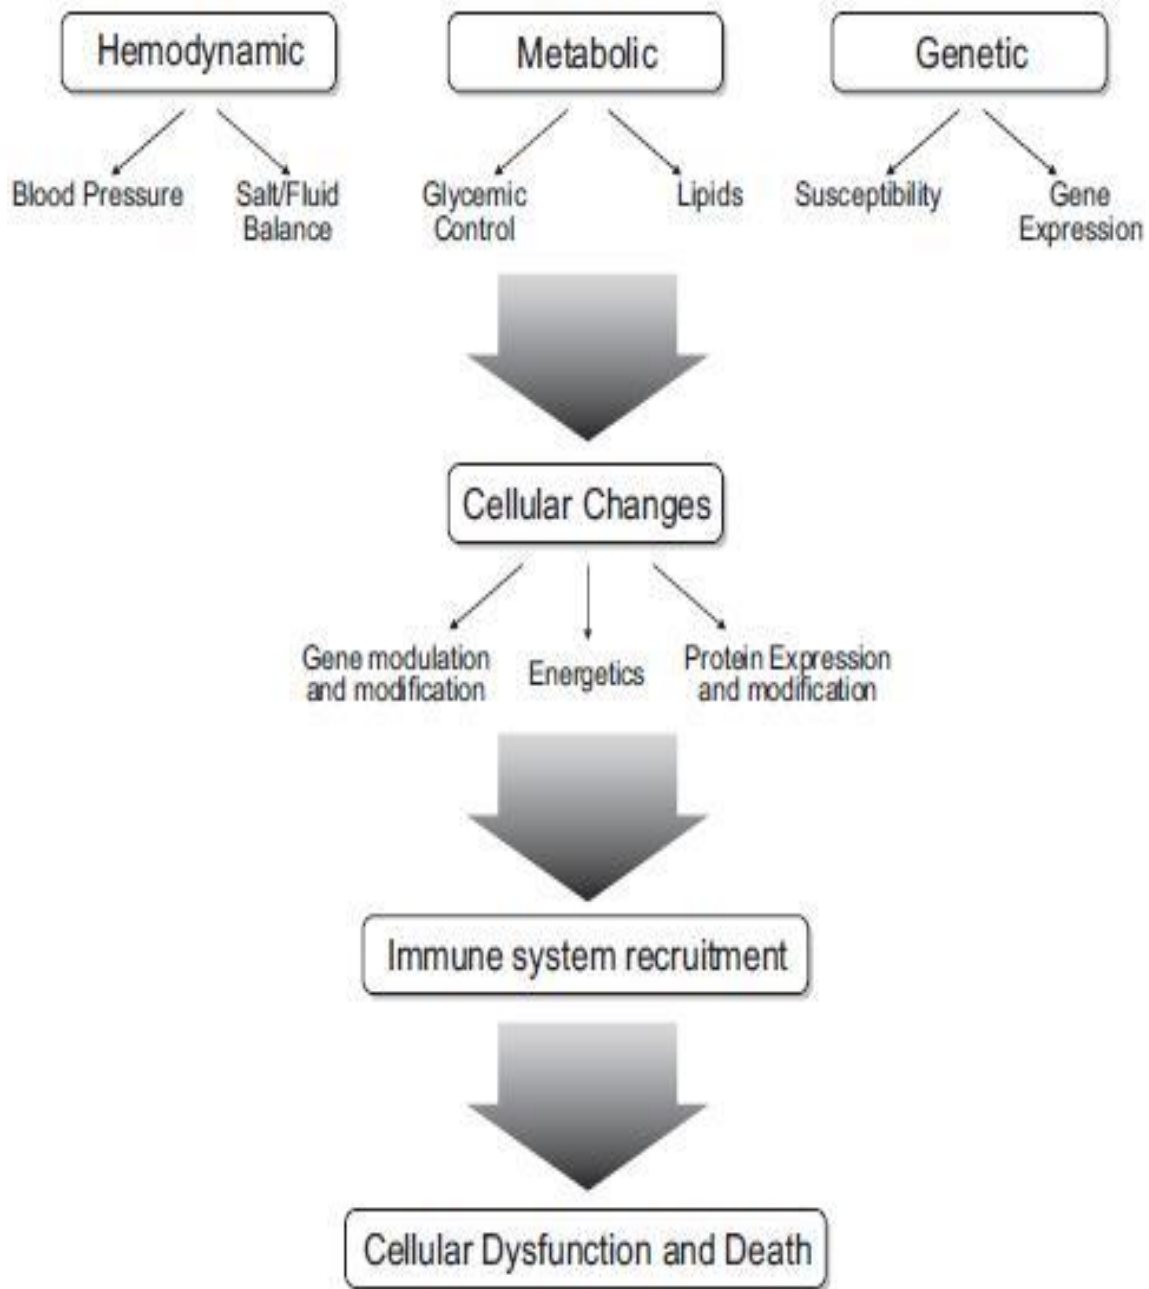 Hemodynamic
Metabolic
Genetic
Blood Pressure
Salt/Fluid
Balance
Glycemic
Control
Lipids
Susceptibility
Gene
Expression
Cellular Changes
Gene modulation
and modification
Energetics
Protein Expression
and modification
Immune system recruitment
Cellular Dysfunction and Death